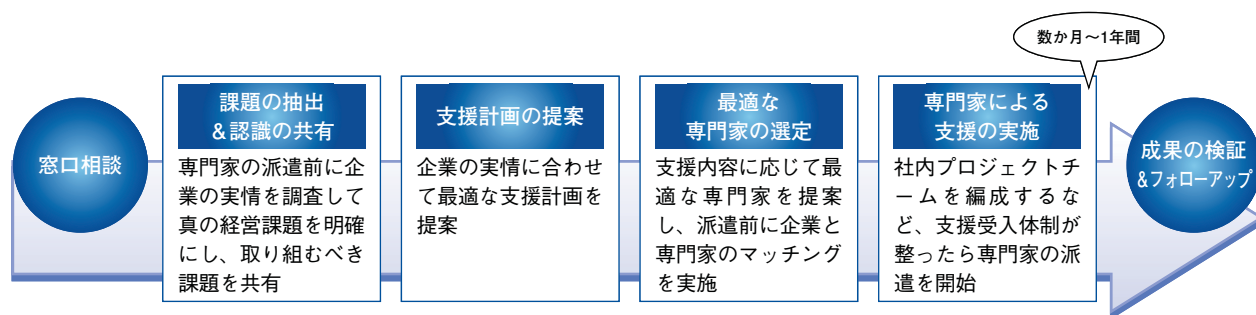 数か月〜1年間
窓口相談
課題の抽出
&認識の共有
専門家の派遣前に企
業の実情を調査して
真の経営課題を明確
にし、取り組むべき
課題を共有
支援計画の提案
企業の実情に合わせ
て最適な支援計画を
提案
最適な
専門家の選定
支援内容に応じて最
適な専門家を提案
し、派遣前に企業と
専門家のマッチング
を実施
専門家による
支援の実施
社内プロジェクトチ
ームを編成するな
ど、支援受入体制が
整ったら専門家の派
遣を開始
成果の検証
&フォローアップ